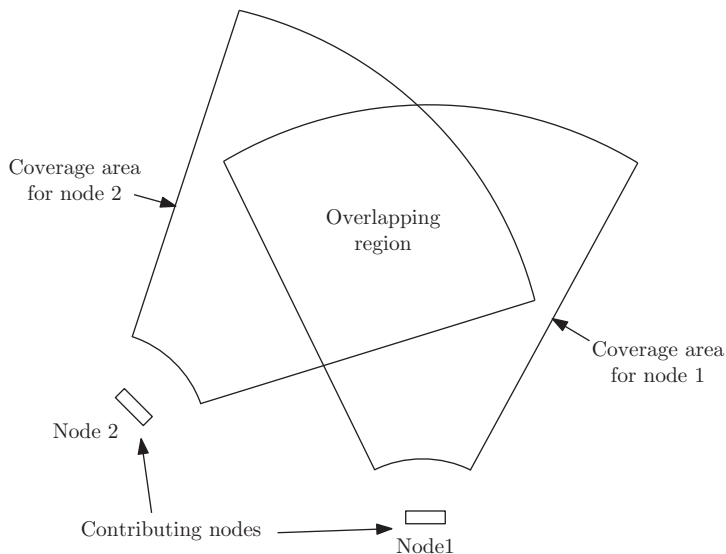 Coverage area
for node 2
Overlapping
region
Coverage area
for node 1
Node 2
Contributing nodes
Node1